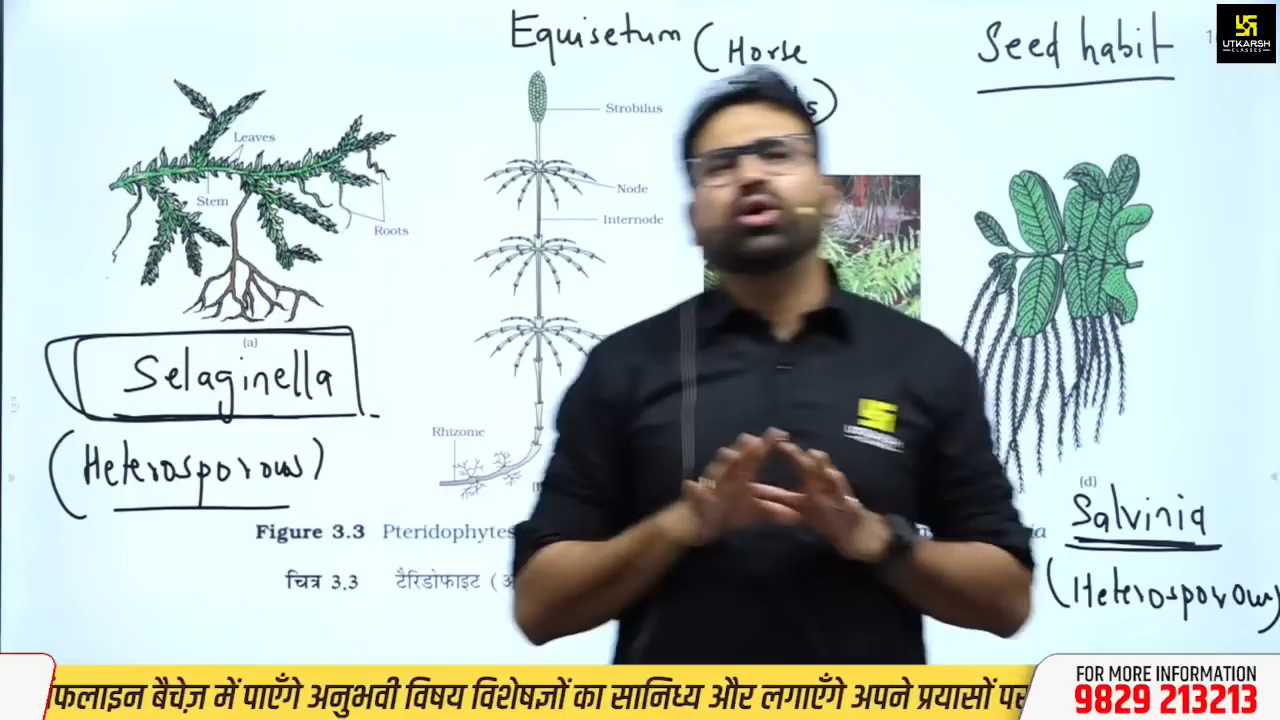 Equisetum (Horse
Seed habit
UTKARSH
CLASSES
Strobilus
Leaves
Node
Stem
Internode
Roots
(a)
Selaginella
Rhizome
(Heterosporous)
(d)
Salvinia
Figure 3.3 Pteridophytes
चित्र 3.3 टैरिडोफाइट (
(Heterosporous)
फलाइन बैचेज़ में पाएँगे अनुभवी विषय विशेषज्ञों का सानिध्य और लगाएँगे अपने प्रयासों पर
FOR MORE INFORMATION
9829 213213